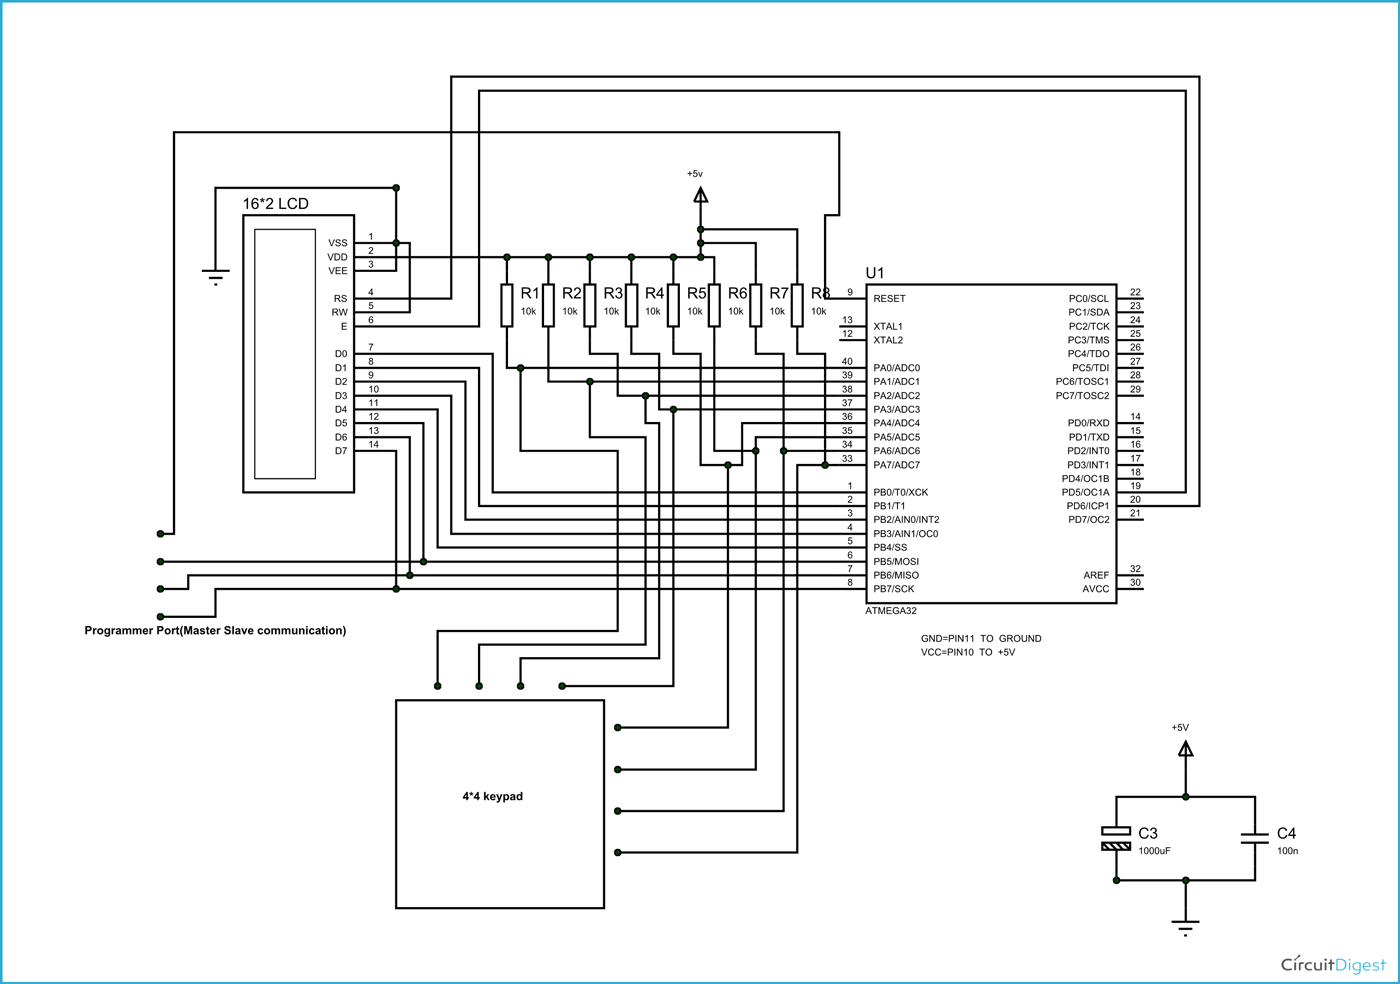 +5v
16*2 LCD
VSS 1
VDD 2
VEE 3
RS 4
RW 5
E 6
D0 7
D1 8
D2 9
D3 10
D4 11
D5 12
D6 13
D7 14
R1 10k
R2 10k
R3 10k
R4 10k
R5 10k
R6 10k
R7 10k
R8 10k
U1
9 RESET
13 XTAL1
12 XTAL2
40 PA0/ADC0
39 PA1/ADC1
38 PA2/ADC2
37 PA3/ADC3
36 PA4/ADC4
35 PA5/ADC5
34 PA6/ADC6
33 PA7/ADC7
1 PB0/T0/XCK
2 PB1/T1
3 PB2/AIN0/INT2
4 PB3/AIN1/OC0
5 PB4/SS
6 PB5/MOSI
7 PB6/MISO
8 PB7/SCK
PC0/SCL 22
PC1/SDA 23
PC2/TCK 24
PC3/TMS 25
PC4/TDO 26
PC5/TDI 27
PC6/TOSC1 28
PC7/TOSC2 29
PD0/RXD 14
PD1/TXD 15
PD2/INT0 16
PD3/INT1 17
PD4/OC1B 18
PD5/OC1A 19
PD6/ICP1 20
PD7/OC2 21
AREF 32
AVCC 30
ATMEGA32
Programmer Port(Master Slave communication)
GND=PIN11 TO GROUND
VCC=PIN10 TO +5V
4*4 keypad
+5V
C3
1000uF
C4
100n
CircuitDigest